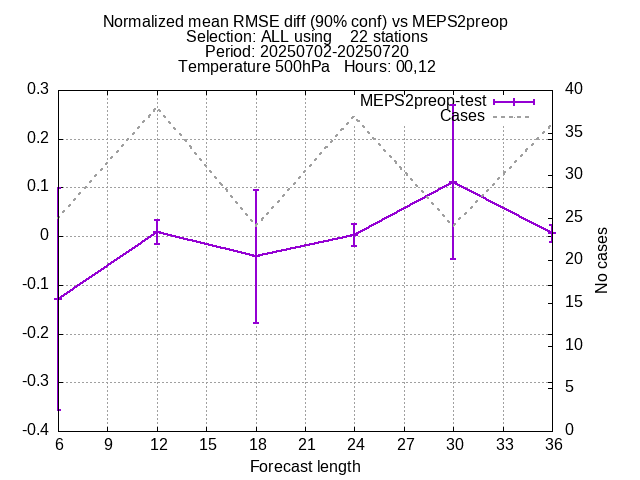 Normalized mean RMSE diff (90% conf) vs MEPS2preop
Selection: ALL using    22 stations
Period: 20250702-20250720
Temperature 500hPa   Hours: 00,12
MEPS2preop-test
Cases
0.3
0.2
0.1
0
-0.1
-0.2
-0.3
-0.4
40
35
30
25
20
15
10
5
0
No cases
6 9 12 15 18 21 24 27 30 33 36
Forecast length